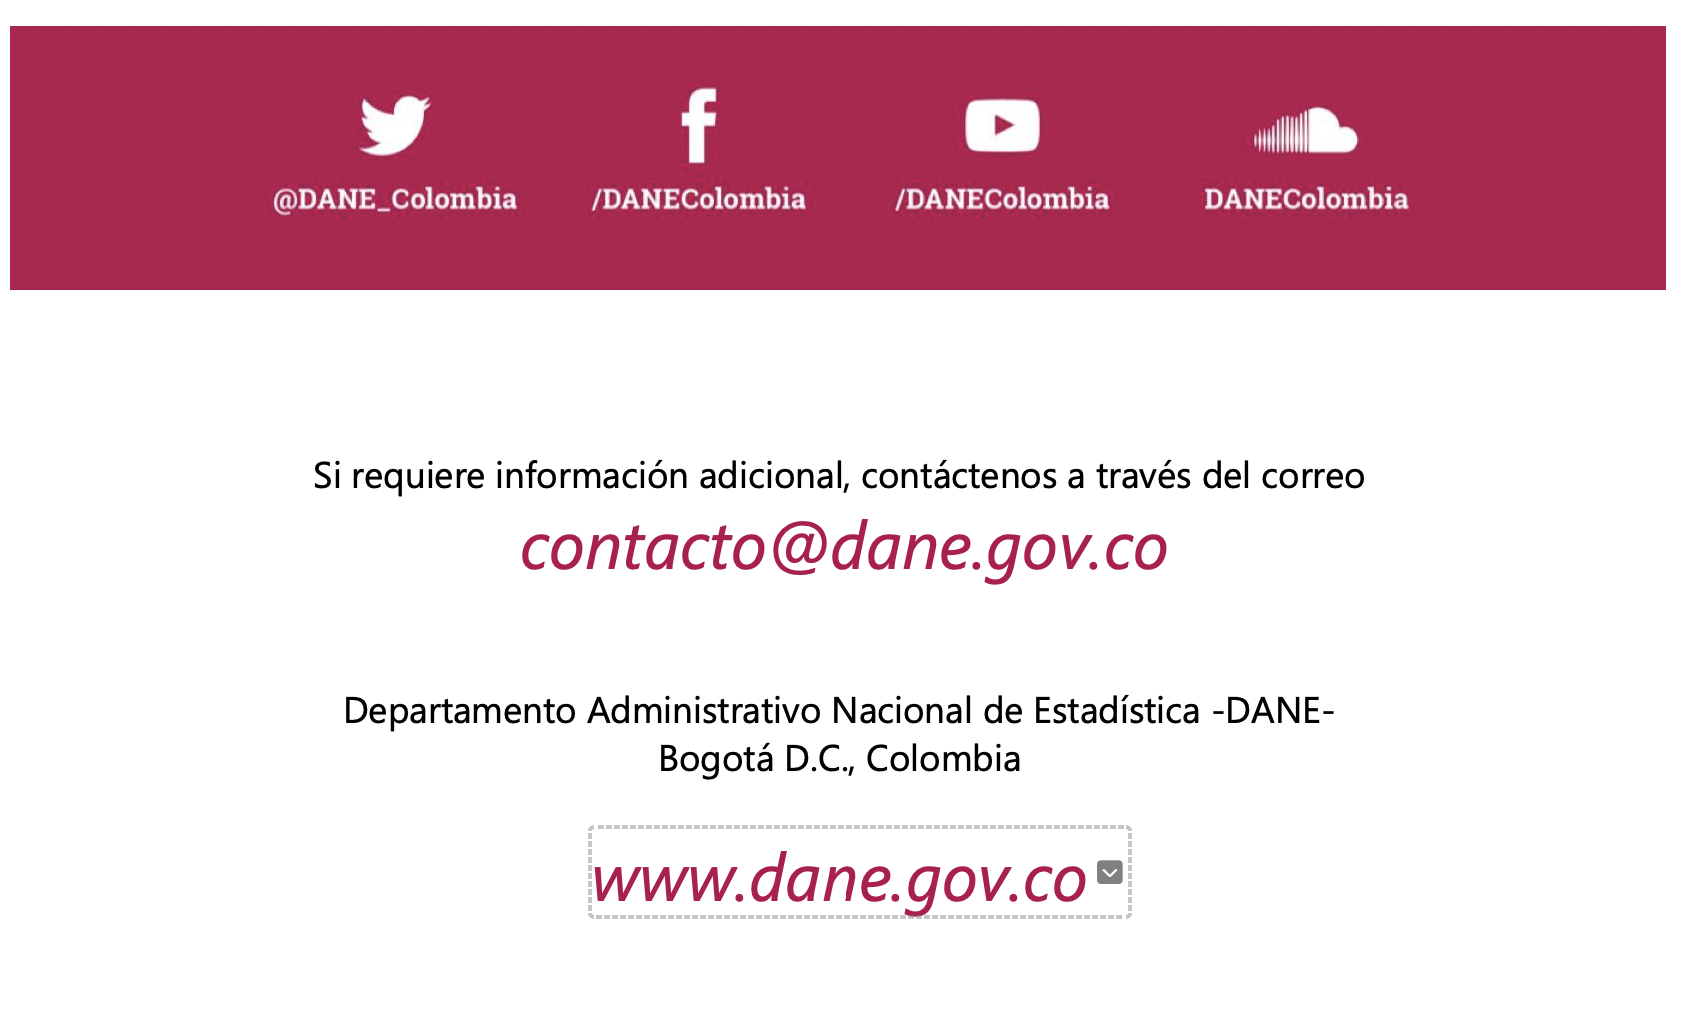 @DANE_Colombia /DANEColombia /DANEColombia DANEColombia
Si requiere información adicional, contáctenos a través del correo
contacto@dane.gov.co
Departamento Administrativo Nacional de Estadística -DANE-
Bogotá D.C., Colombia
www.dane.gov.co